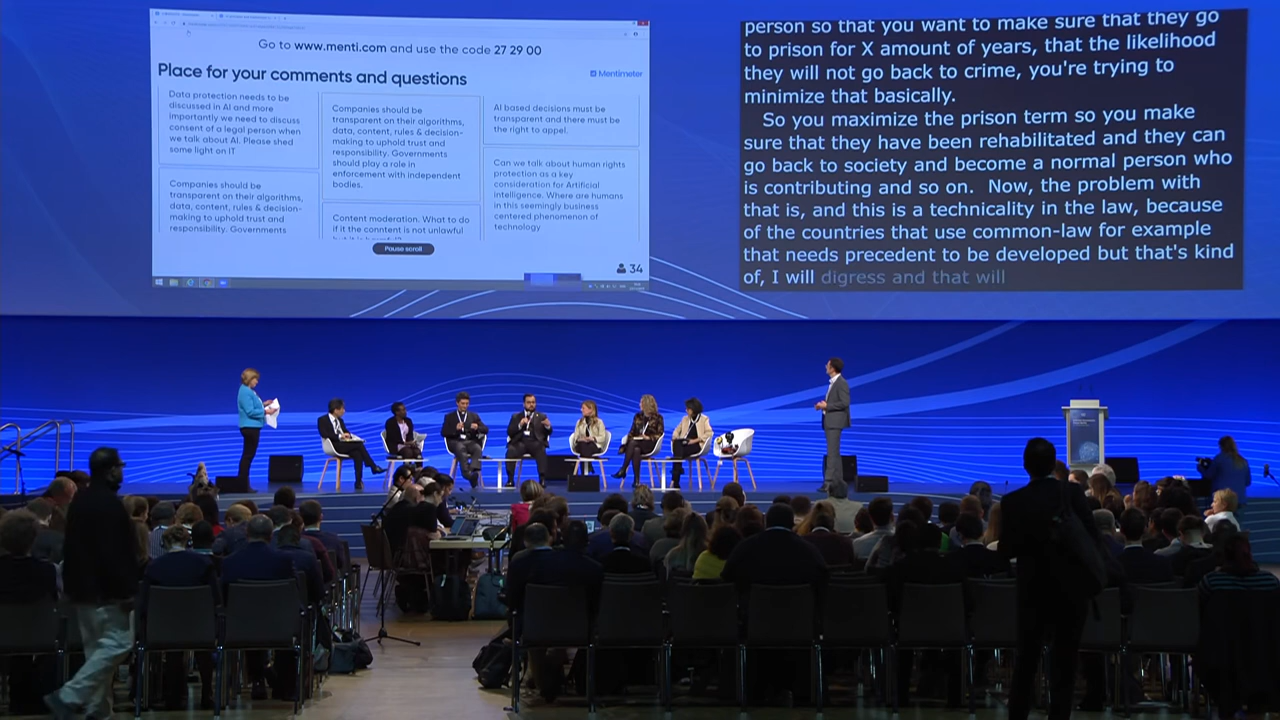 Go to www.menti.com and use the code 27 29 00
Place for your comments and questions
Mentimeter
Data protection needs to be
discussed in AI and more
importantly we need to discuss
consent of a legal person when
we talk about AI. Please shed
some light on IT
Companies should be
transparent on their algorithms,
data, content, rules & decision-
making to uphold trust and
responsibility. Governments
Companies should be
transparent on their algorithms,
data, content, rules & decision-
making to uphold trust and
responsibility. Governments
should play a role in
enforcement with independent
bodies.
Content moderation. What to do
if it the conntent is not unlawful
but it is harmful?
AI based decisions must be
transparent and there must be
the right to appel.
Can we talk about human rights
protection as a key
consideration for Artificial
intelligence. Where are humans
in this seemingly business
centered phenomenon of
technology
Pause scroll
34
person so that you want to make sure that they go
to prison for X amount of years, that the likelihood
they will not go back to crime, you're trying to
minimize that basically.
So you maximize the prison term so you make
sure that they have been rehabilitated and they can
go back to society and become a normal person who
is contributing and so on. Now, the problem with
that is, and this is a technicality in the law, because
of the countries that use common-law for example
that needs precedent to be developed but that's kind
of, I will digress and that will